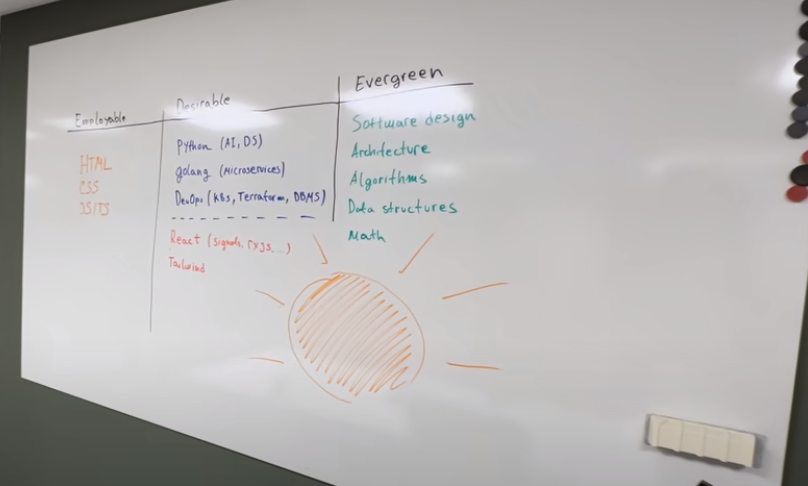 Employable
HTML
CSS
JS/TS
Desirable
Python (AI, DS)
golang (Microservices)
DevOps (K8s, Terraform, DBMS)
React (signals, rxjs, ...)
Tailwind
Evergreen
Software design
Architecture
Algorithms
Data structures
Math